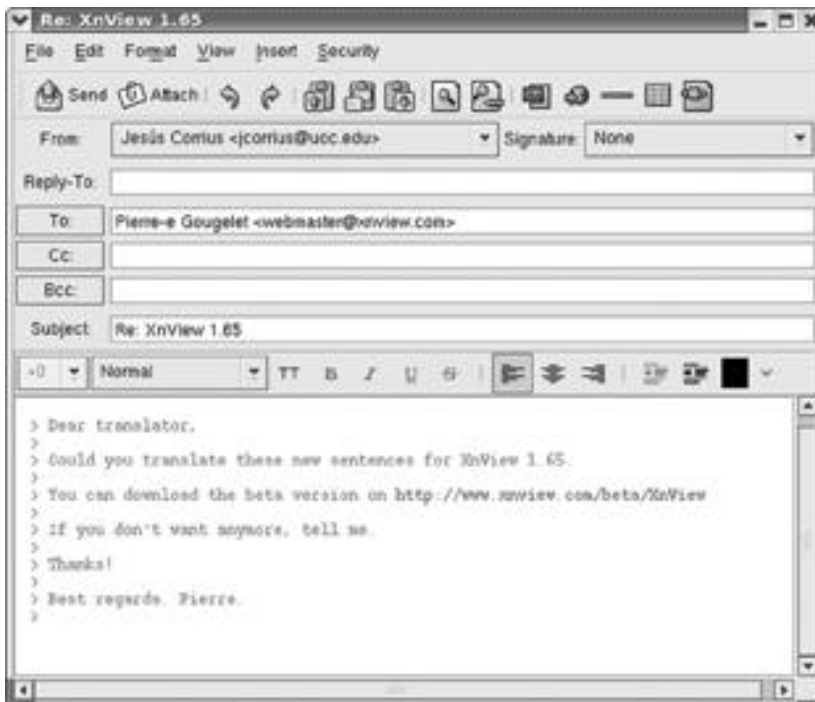 Re: XnView 1.65
File Edit Format View Insert Security
Send Attach
From: Jesús Corrius <jcorrius@uoc.edu> Signature: None
Reply-To:
To: Pierre-e Gougelet <webmaster@xnview.com>
Cc:
Bcc:
Subject: Re: XnView 1.65
+0 Normal TT B I U S
> Dear translator,
>
> Could you translate these new sentences for XnView 1.65.
>
> You can download the beta version on http://www.xnview.com/beta/XnView
>
> If you don't want anymore, tell me.
>
> Thanks!
>
> Best regards. Pierre.
>